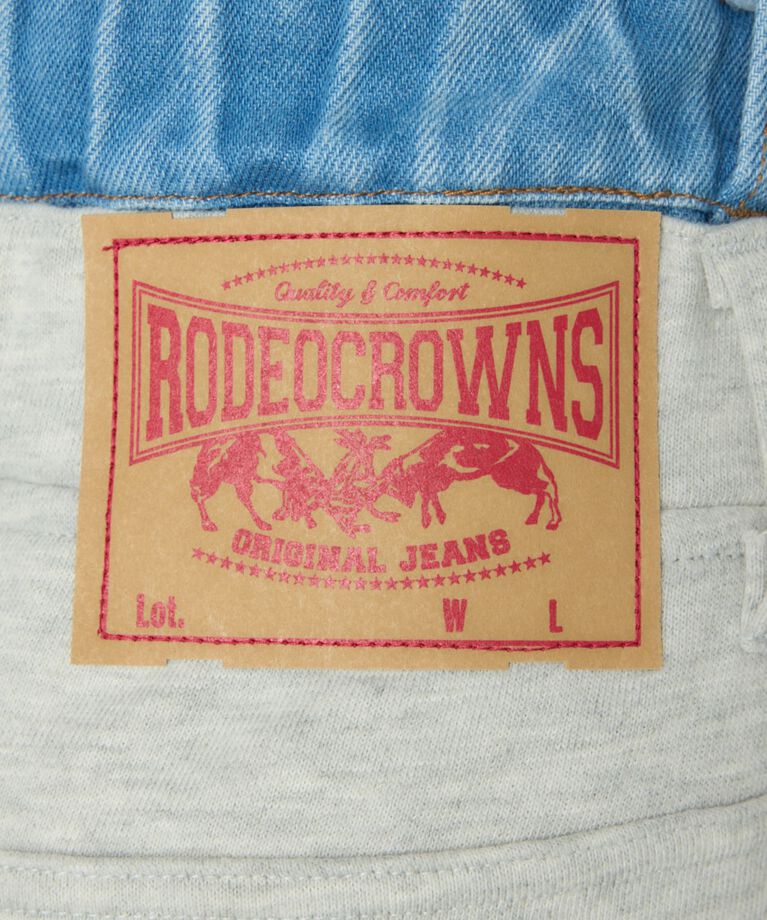 Quality & Comfort
RODEOCROWNS
ORIGINAL JEANS
Lot. W L